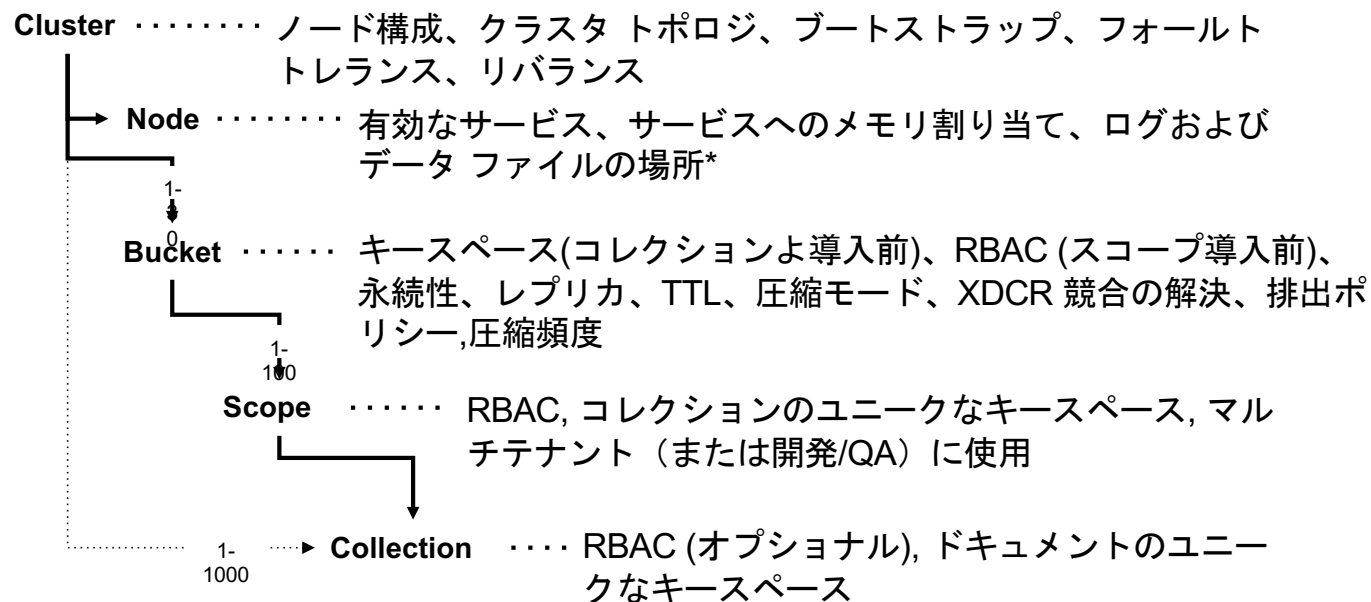 Cluster ········ ノード構成、クラスタ トポロジ、ブートストラップ、フォールト
トレランス、リバランス
Node ········ 有効なサービス、サービスへのメモリ割り当て、ログおよび
データ ファイルの場所*
1-
0
Bucket ······ キースペース(コレクションよ導入前)、RBAC (スコープ導入前)、
永続性、レプリカ、TTL、圧縮モード、XDCR 競合の解決、排出ポ
リシー,圧縮頻度
1-
100
Scope ······ RBAC, コレクションのユニークなキースペース, マル
チテナント（または開発/QA）に使用
1-
1000
Collection ···· RBAC (オプショナル), ドキュメントのユニー
クなキースペース